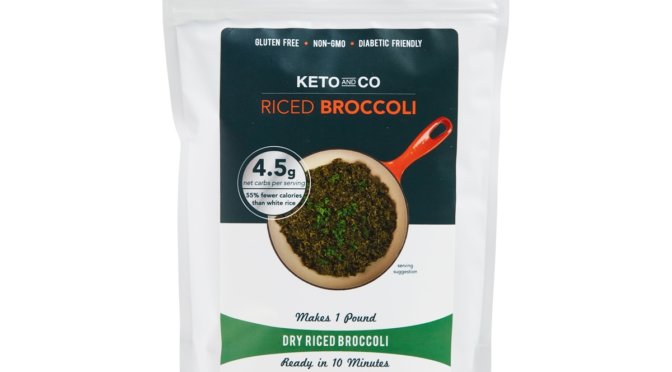 GLUTEN FREE • NON-GMO • DIABETIC FRIENDLY
KETO AND CO
RICED BROCCOLI
4.5g
net carbs per serving
55% fewer calories
than white rice
serving
suggestion
Makes 1 Pound
DRY RICED BROCCOLI
Ready in 10 Minutes